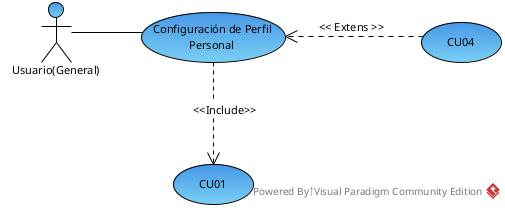 << Extens >>
Configuración de Perfil
Personal
CU04
Usuario(General)
<<Include>>
CU01
Powered By↑Visual Paradigm Community Edition